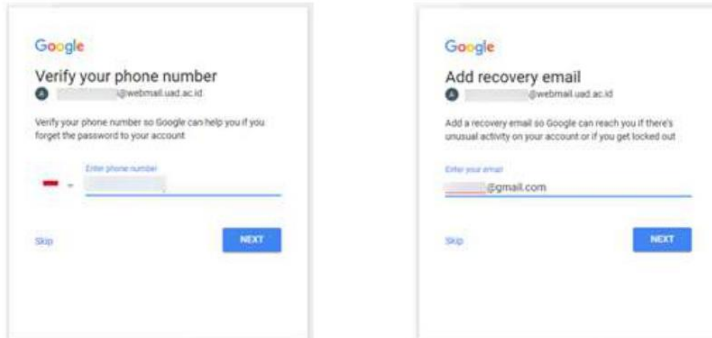 Google
Verify your phone number
A @webmail.uad.ac.id
Verify your phone number so Google can help you if you
forget the password to your account
Enter phone number
Skip NEXT
Google
Add recovery email
A @webmail.uad.ac.id
Add a recovery email so Google can reach you if there's
unusual activity on your account or if you get locked out
Enter your email
@gmail.com
Skip NEXT